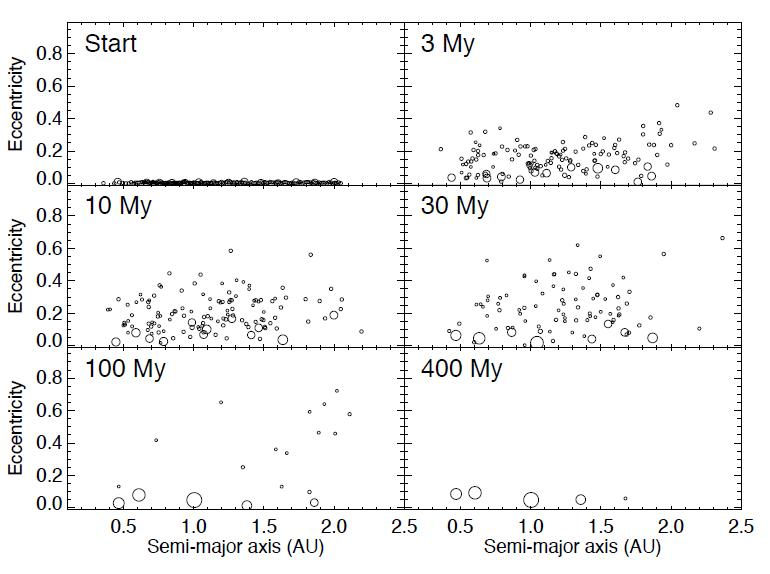 Start
3 My
Eccentricity
0.8
0.6
0.4
0.2
0.0
10 My
30 My
Eccentricity
0.8
0.6
0.4
0.2
0.0
100 My
400 My
Eccentricity
0.8
0.6
0.4
0.2
0.0
0.5 1.0 1.5 2.0 2.5 0.5 1.0 1.5 2.0 2.5
Semi-major axis (AU) Semi-major axis (AU)